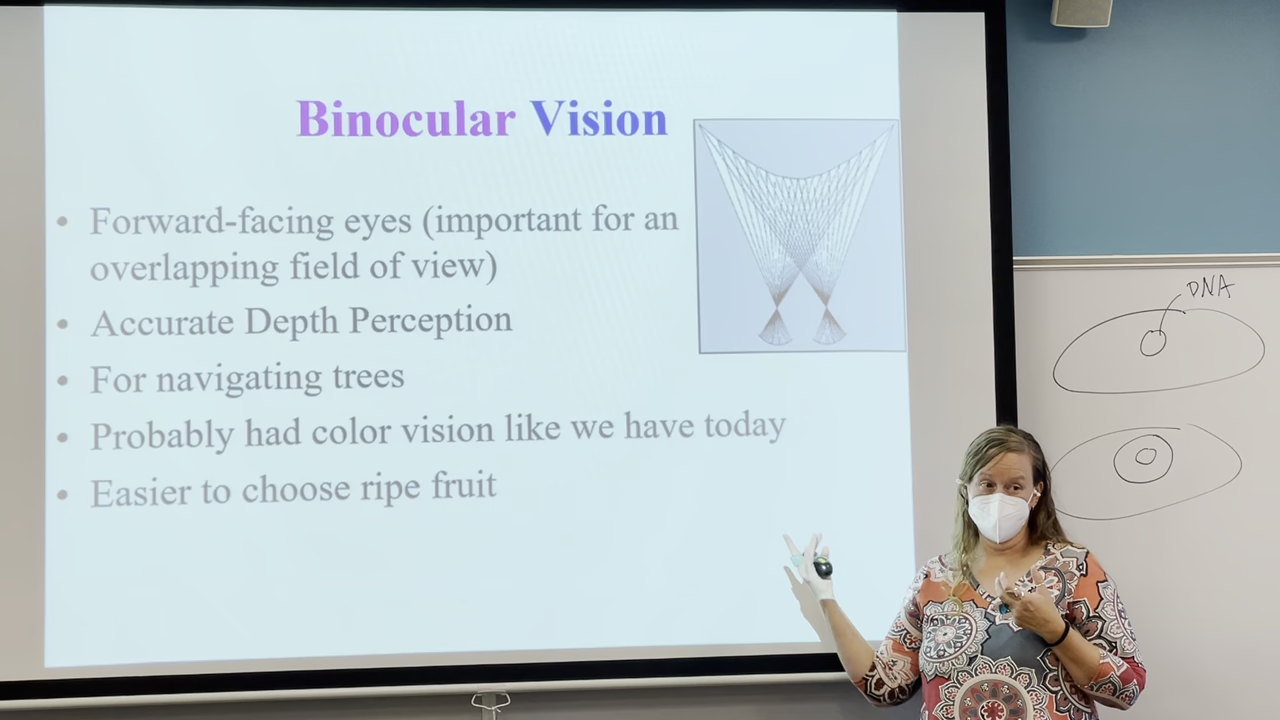 Binocular Vision
• Forward-facing eyes (important for an
overlapping field of view)
• Accurate Depth Perception
• For navigating trees
• Probably had color vision like we have today
• Easier to choose ripe fruit
DNA